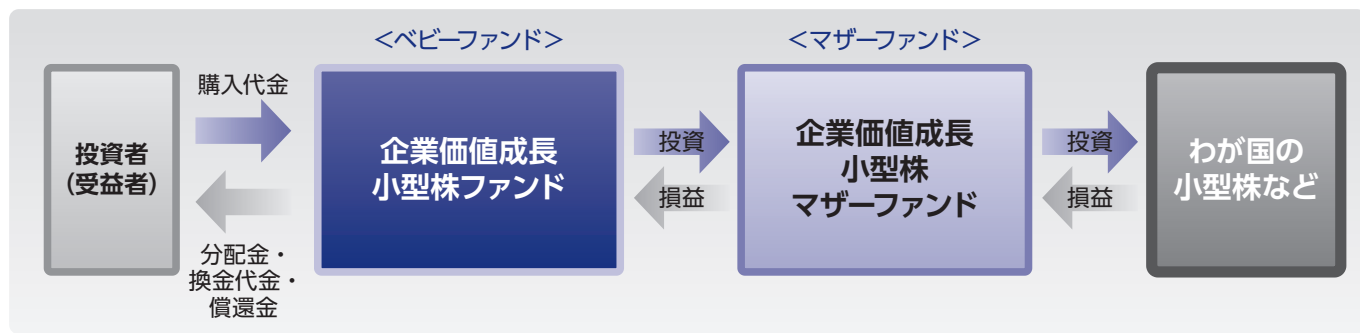 ＜ベビーファンド＞
＜マザーファンド＞
投資者
（受益者）
購入代金
分配金・
換金代金・
償還金
企業価値成長
小型株ファンド
投資
損益
企業価値成長
小型株
マザーファンド
投資
損益
わが国の
小型株など